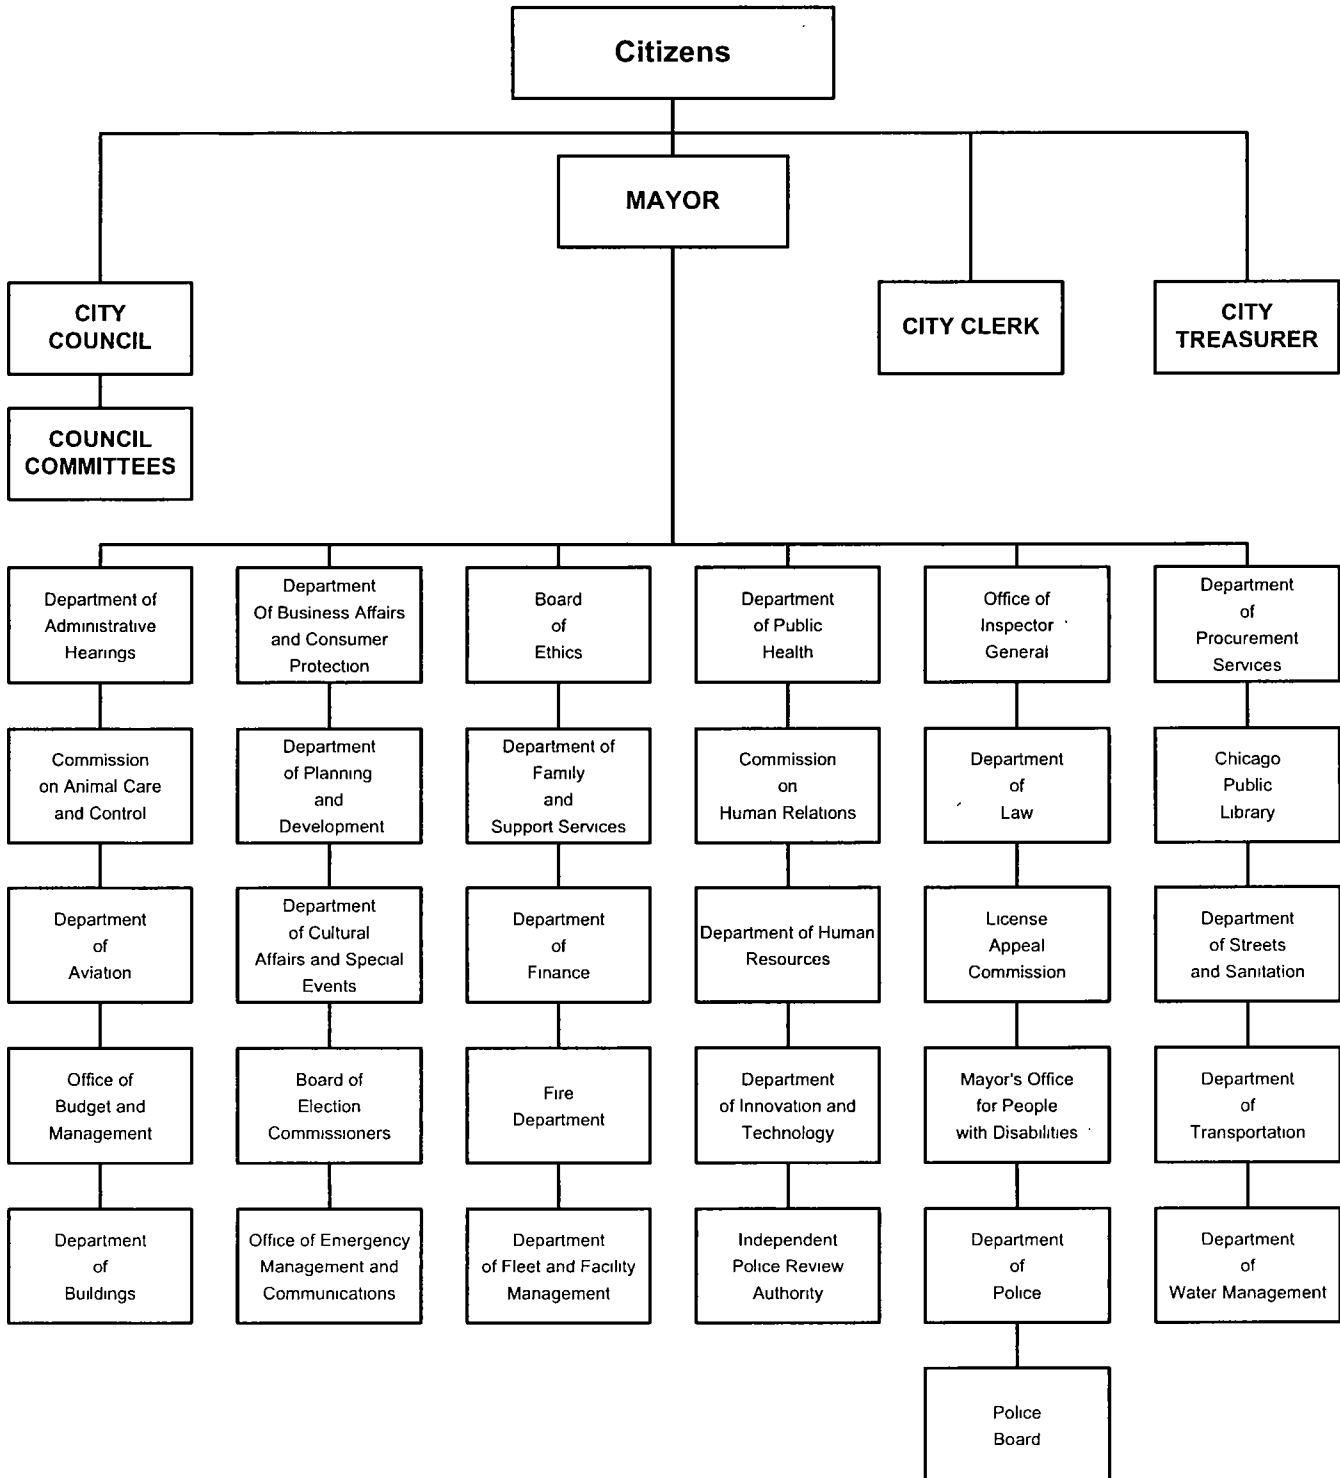 Citizens
MAYOR
CITY
COUNCIL
CITY CLERK
CITY
TREASURER
COUNCIL
COMMITTEES
Department of
Administrative
Hearings
Department
Of Business Affairs
and Consumer
Protection
Board
of
Ethics
Department
of Public
Health
Office of
Inspector
General
Department
of
Procurement
Services
Commission
on Animal Care
and Control
Department
of Planning
and
Development
Department of
Family
and
Support Services
Commission
on
Human Relations
Department
of
Law
Chicago
Public
Library
Department
of
Aviation
Department
of Cultural
Affairs and Special
Events
Department
of
Finance
Department of Human
Resources
License
Appeal
Commission
Department
of Streets
and Sanitation
Office of
Budget and
Management
Board of
Election
Commissioners
Fire
Department
Department
of Innovation and
Technology
Mayor's Office
for People
with Disabilities
Department
of
Transportation
Department
of
Buildings
Office of Emergency
Management and
Communications
Department
of Fleet and Facility
Management
Independent
Police Review
Authority
Department
of
Police
Department
of
Water Management
Police
Board